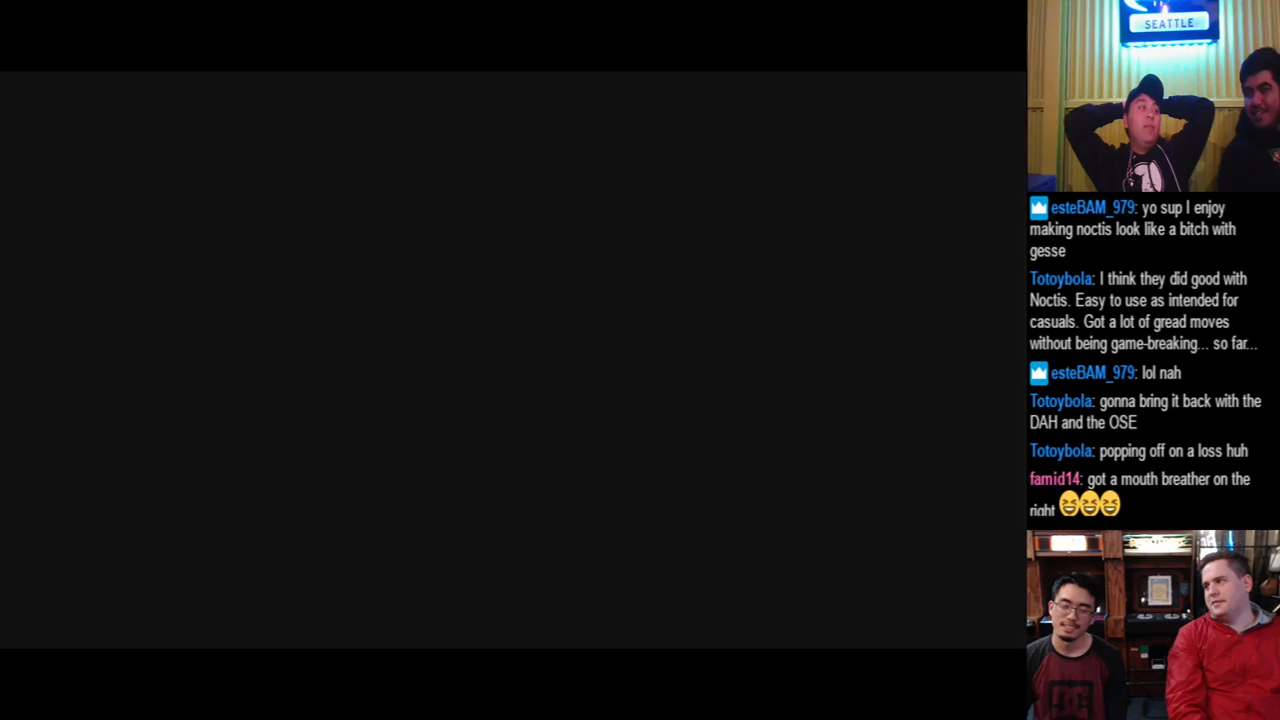 SEATTLE
esteBAM_979: yo sup I enjoy
making noctis look like a bitch with
gesse
Totoybola: I think they did good with
Noctis. Easy to use as intended for
casuals. Got a lot of gread moves
without being game-breaking... so far...
esteBAM_979: lol nah
Totoybola: gonna bring it back with the
DAH and the OSE
Totoybola: popping off on a loss huh
famid14: got a mouth breather on the
right